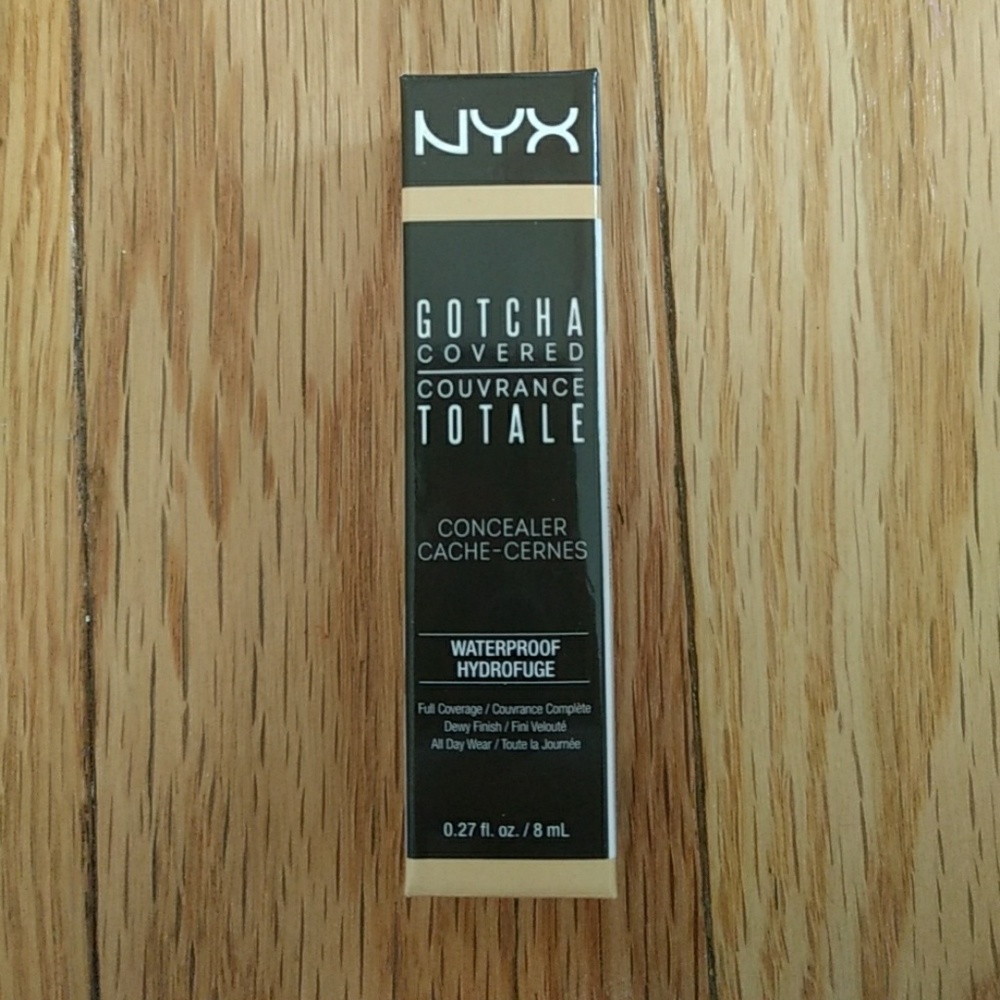 NYX
GOTCHA
COVERED
COUVRANCE
TOTALE
CONCEALER
CACHE-CERNES
WATERPROOF
HYDROFUGE
Full Coverage / Couvrance Complète
Dewy Finish / Fini Velouté
All Day Wear / Toute la Journée
0.27 fl. oz. / 8 mL